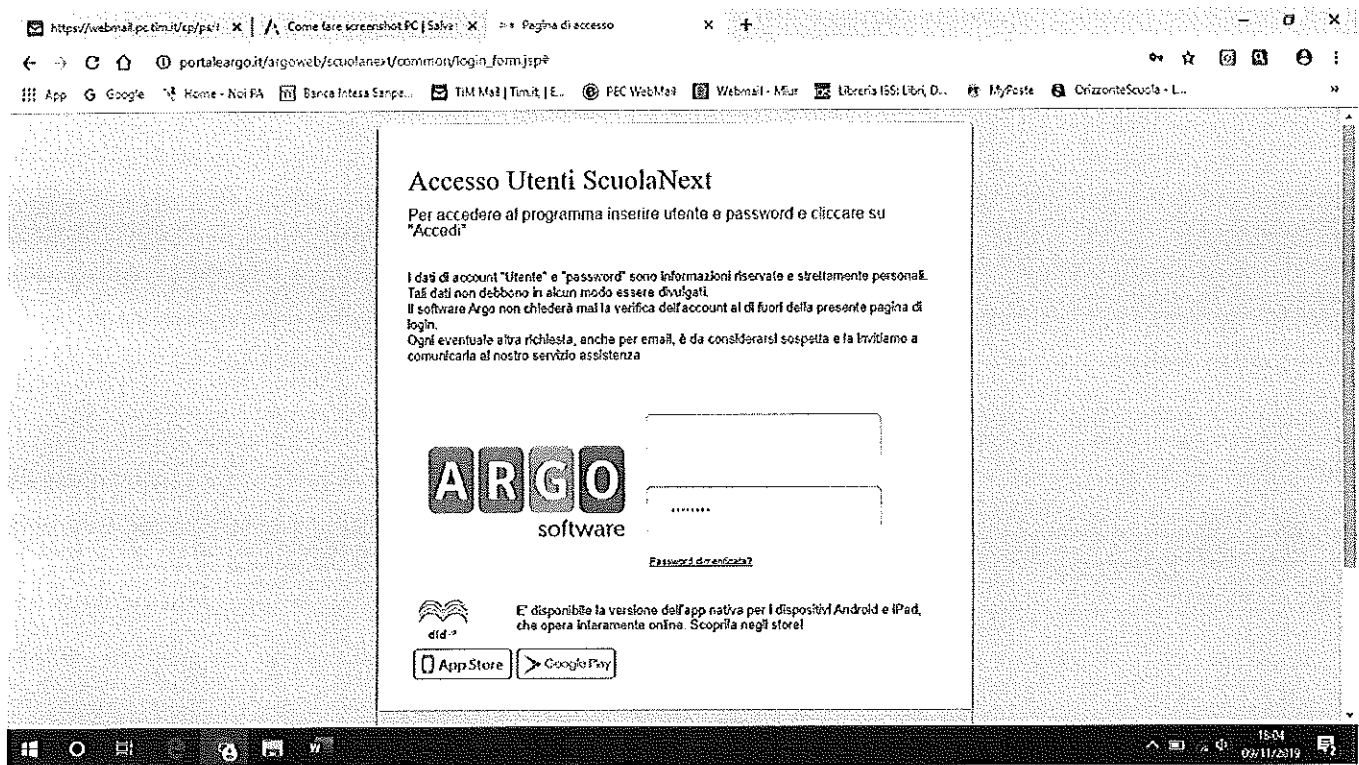 https://webmail.pc.tim.it/cp/ps/
Come fare screenshot PC | Salva
Pagina di accesso
portaleargo.it/argoweb/scuolanext/common/login_form.jsp#
App
Google
Home - Noi PA
Banca Intesa Sanpa...
TIM Mail | Tim.it, | E...
PEC WebMail
Webmail - Miur
Libreria IBS: Libri, D...
MyPoste
OrizzonteScuola - L...
Accesso Utenti ScuolaNext
Per accedere al programma inserire utente e password e cliccare su
"Accedi"
I dati di account "Utente" e "password" sono informazioni riservate e strettamente personali.
Tali dati non debbono in alcun modo essere divulgati.
Il software Argo non chiederà mai la verifica dell'account al di fuori della presente pagina di
login.
Ogni eventuale altra richiesta, anche per email, è da considerarsi sospetta e la invitiamo a
comunicarla al nostro servizio assistenza
ARGO
software
Password dimenticata?
E' disponibile la versione dell'app nativa per i dispositivi Android e iPad,
che opera interamente online. Scoprila negli store!
did
App Store
Google Play
18:04
09/11/2019